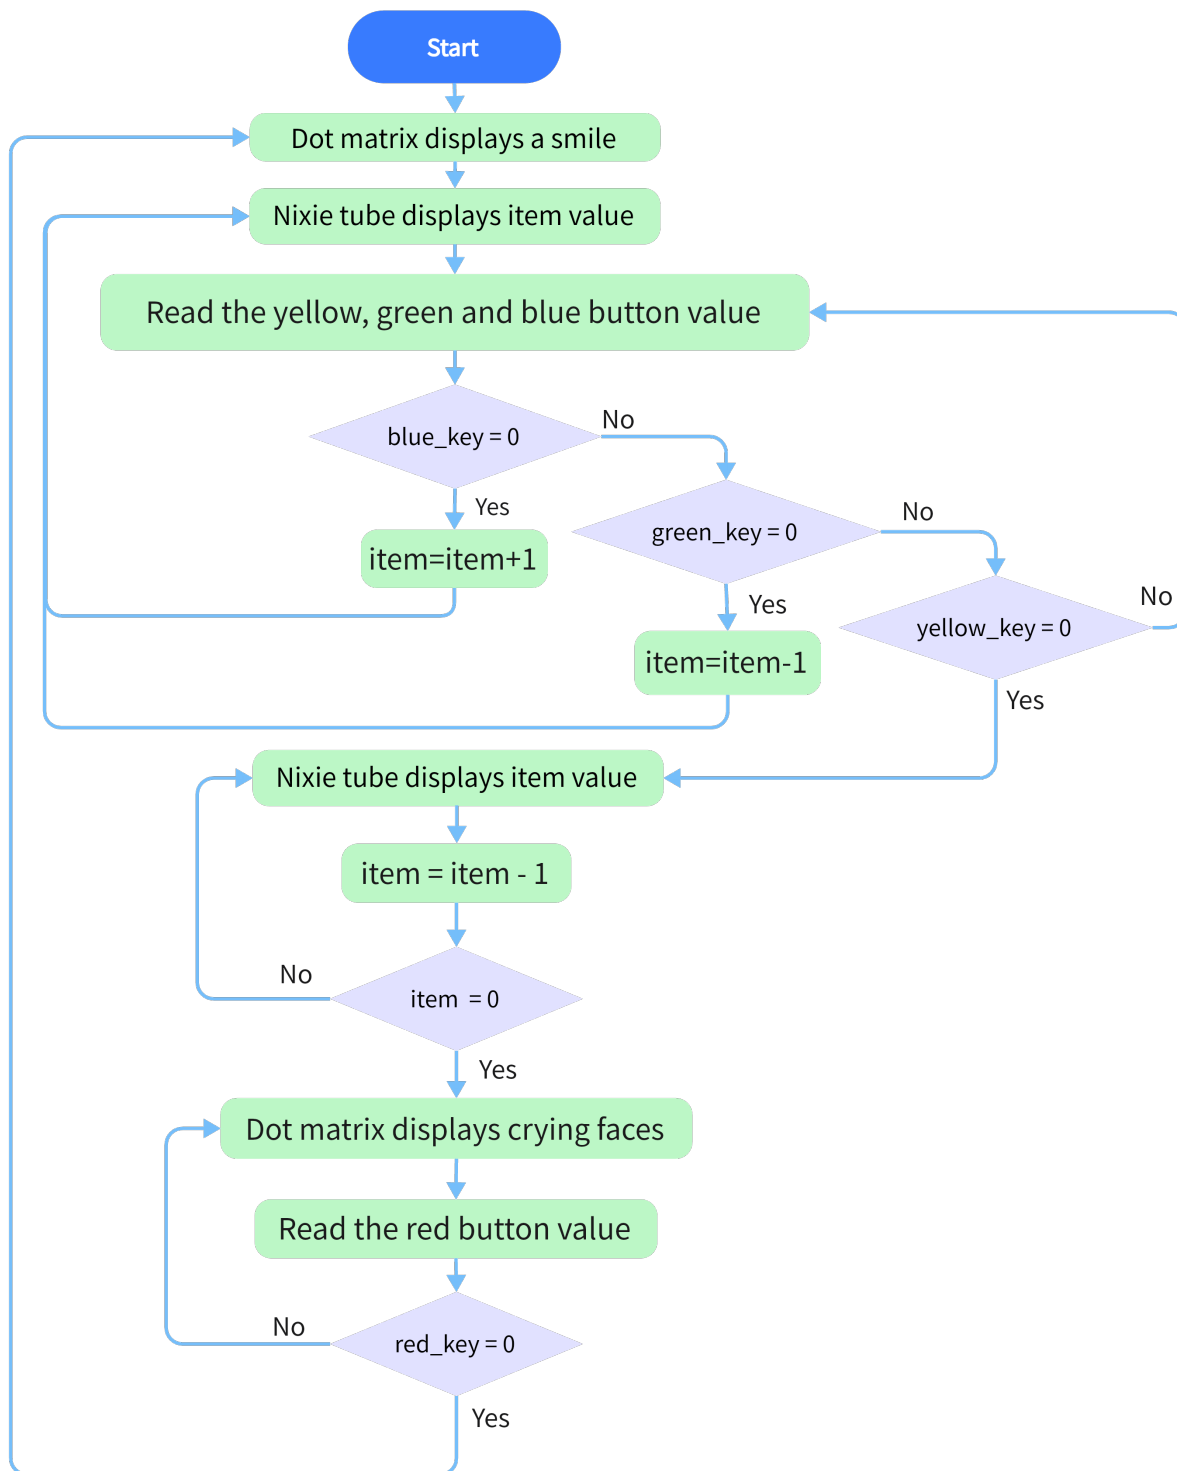 Start
Dot matrix displays a smile
Nixie tube displays item value
Read the yellow, green and blue button value
blue_key = 0
No
Yes
green_key = 0
No
item=item+1
Yes
yellow_key = 0
No
item=item-1
Yes
Nixie tube displays item value
item = item - 1
No
item = 0
Yes
Dot matrix displays crying faces
Read the red button value
No
red_key = 0
Yes